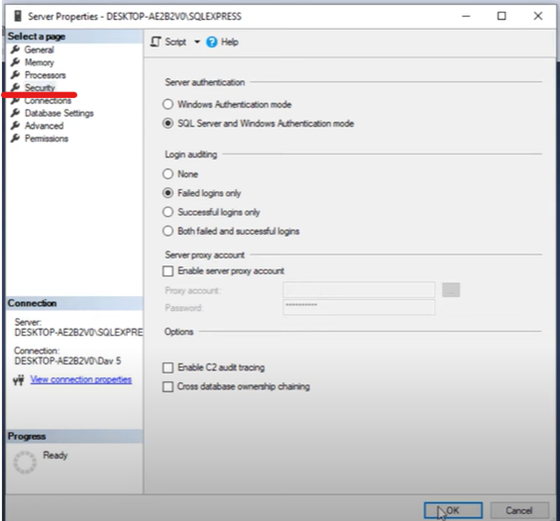 Server Properties - DESKTOP-AE2B2V0\SQLEXPRESS
Select a page
General
Memory
Processors
Security
Connections
Database Settings
Advanced
Permissions
Connection
Server:
DESKTOP-AE2B2V0\SQLEXPRE
Connection:
DESKTOP-AE2B2V0\Dav 5
View connection properties
Progress
Ready
Script
Help
Server authentication
Windows Authentication mode
SQL Server and Windows Authentication mode
Login auditing
None
Failed logins only
Successful logins only
Both failed and successful logins
Server proxy account
Enable server proxy account
Proxy account:
...
Password:
**********
Options
Enable C2 audit tracing
Cross database ownership chaining
OK
Cancel